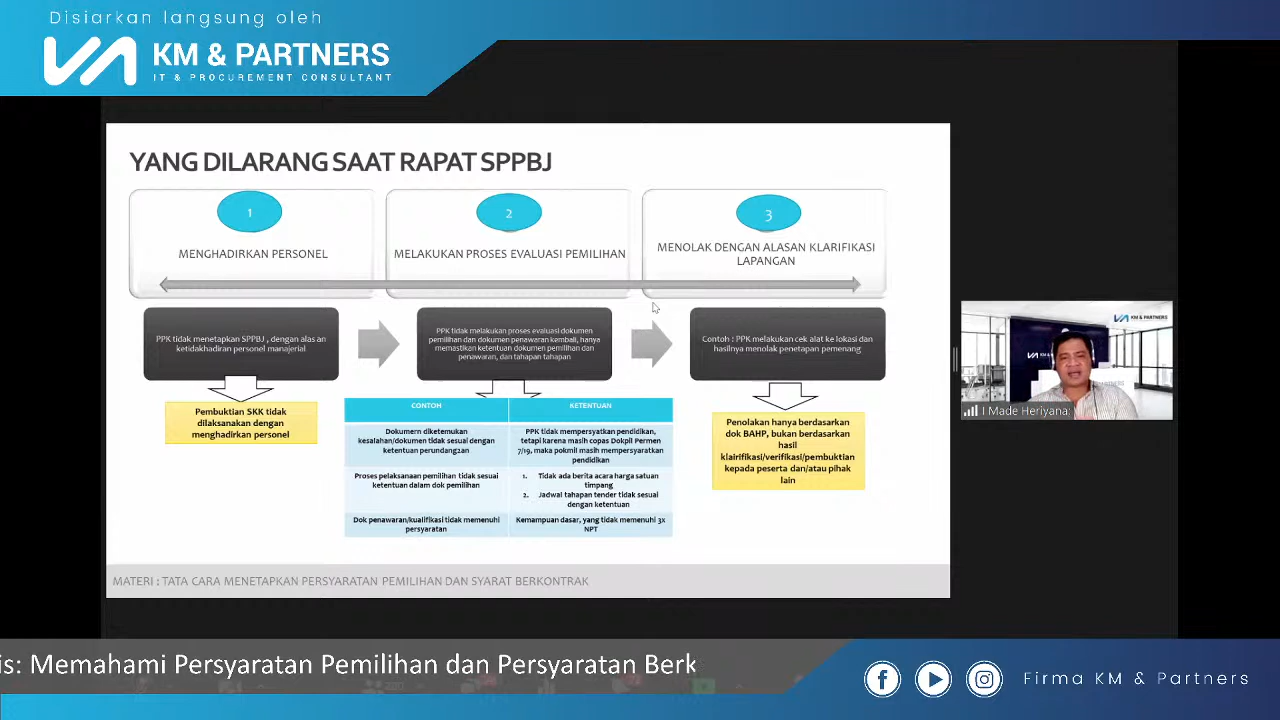 Disiarkan langsung oleh
KM & PARTNERS
IT & PROCUREMENT CONSULTANT
YANG DILARANG SAAT RAPAT SPPBJ
1
MENGHADIRKAN PERSONEL
2
MELAKUKAN PROSES EVALUASI PEMILIHAN
3
MENOLAK DENGAN ALASAN KLARIFIKASI
LAPANGAN
PPK tidak menetapkan SPPBJ , dengan alas an
ketidakhadiran personel manajerial
PPK tidak melakukan proses evaluasi dokumen
pemilihan dan dokumen penawaran kembali, hanya
memastikan ketentuan dokumen pemilihan dan
penawaran, dan tahapan tahapan
Contoh : PPK melakukan cek alat ke lokasi dan
hasilnya menolak penetapan pemenang
Pembuktian SKK tidak
dilaksanakan dengan
menghadirkan personel
CONTOH
KETENTUAN
Dokumern diketemukan
kesalahan/dokumen tidak sesuai dengan
ketentuan perundang2an
PPK tidak mempersyatkan pendidikan,
tetapi karena masih copas Dokpil Permen
7/19, maka pokmil masih mempersyaratkan
pendidikan
Proses pelaksanaan pemilihan tidak sesuai
ketentuan dalam dok pemilihan
1. Tidak ada berita acara harga satuan
timpang
2. Jadwal tahapan tender tidak sesuai
dengan ketentuan
Dok penawaran/kualifikasi tidak memenuhi
persyaratan
Kemampuan dasar, yang tidak memenuhi 3x
NPT
Penolakan hanya berdasarkan
dok BAHP, bukan berdasarkan
hasil
klairifikasi/verifikasi/pembuktian
kepada peserta dan/atau pihak
lain
MATERI : TATA CARA MENETAPKAN PERSYARATAN PEMILIHAN DAN SYARAT BERKONTRAK
KM & PARTNERS
I Made Heriyana:
is: Memahami Persyaratan Pemilihan dan Persyaratan Berk
Firma KM & Partners